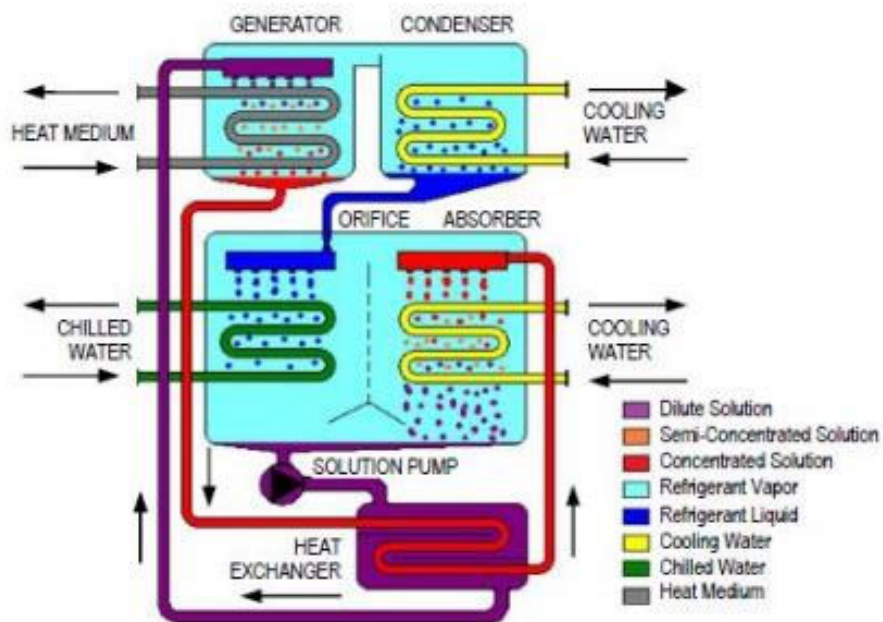 GENERATOR
CONDENSER
HEAT MEDIUM
COOLING
WATER
ORIFICE
ABSORBER
CHILLED
WATER
COOLING
WATER
SOLUTION PUMP
HEAT
EXCHANGER
Dilute Solution
Semi-Concentrated Solution
Concentrated Solution
Refrigerant Vapor
Refrigerant Liquid
Cooling Water
Chilled Water
Heat Medium